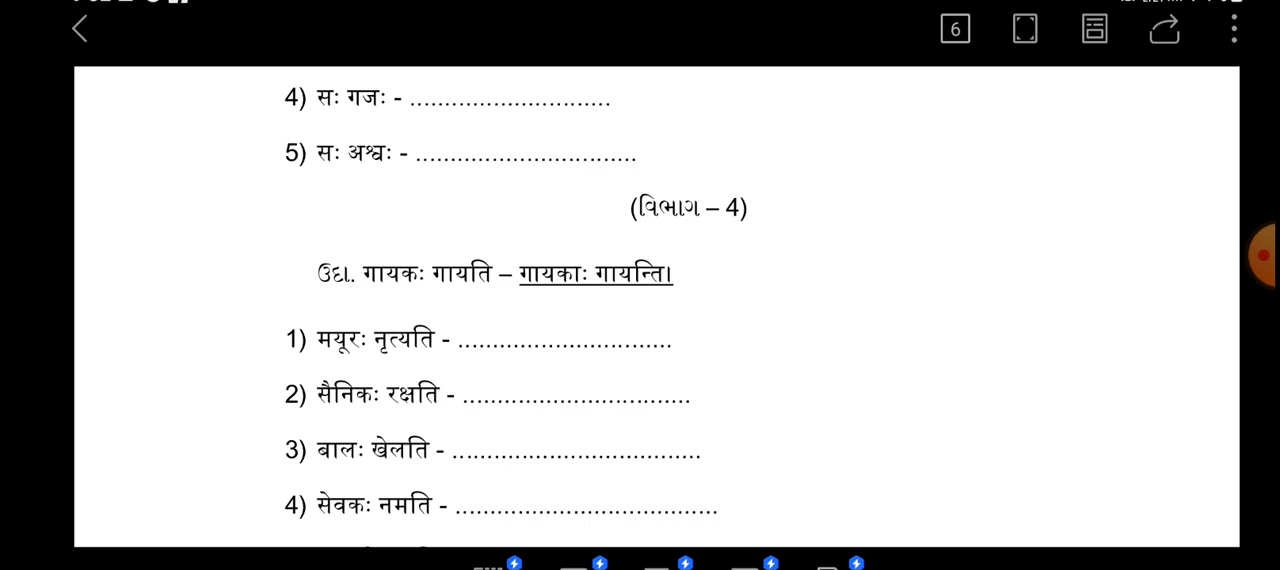 6
4) सः गजः - ............................
5) सः अश्वः - ...............................
(વિભાગ – 4)
ઉદા. गायकः गायति – गायकाः गायन्ति।
1) मयूरः नृत्यति - ..............................
2) सैनिकः रक्षति - ................................
3) बालः खेलति - ...................................
4) सेवकः नमति - .....................................